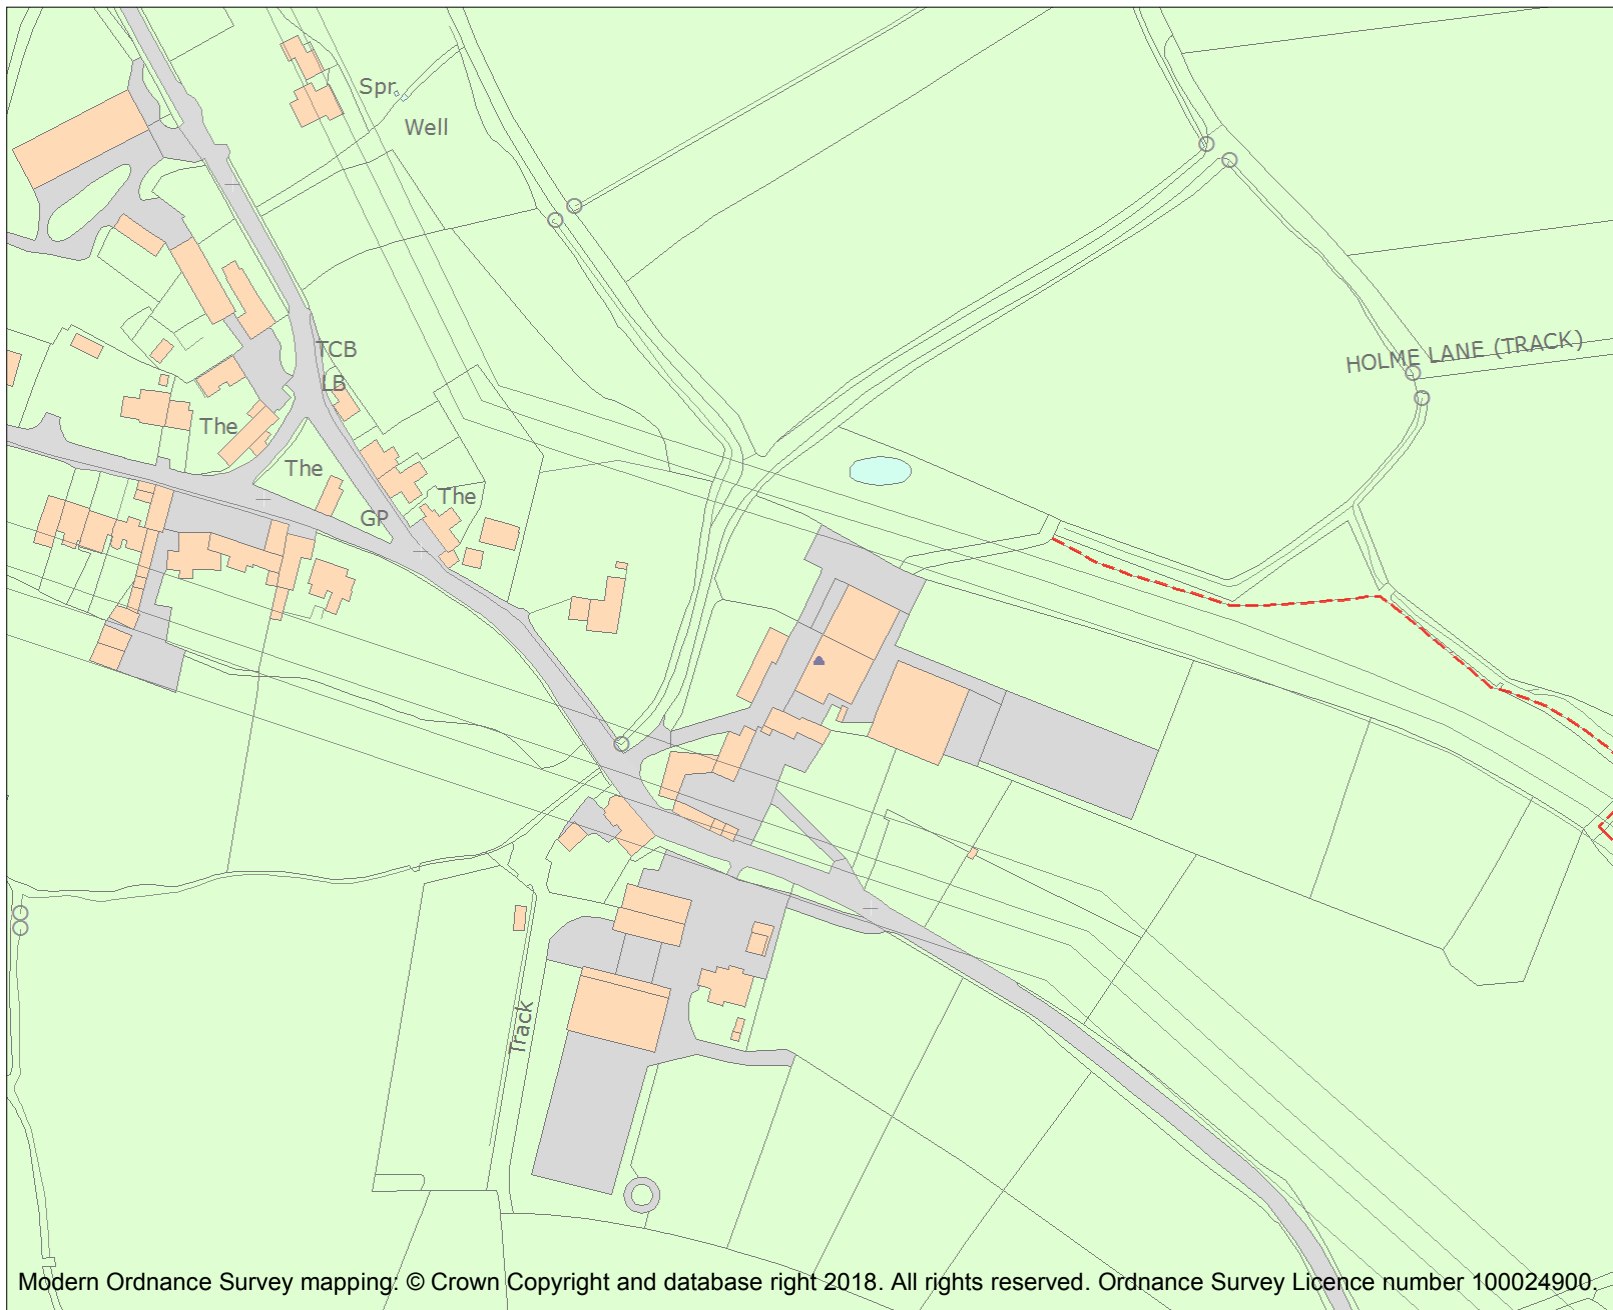 Spr
Well
HOLME LANE (TRACK)
TCB
LB
The
The
The
GP
Track
Modern Ordnance Survey mapping: © Crown Copyright and database right 2018. All rights reserved. Ordnance Survey Licence number 100024900.